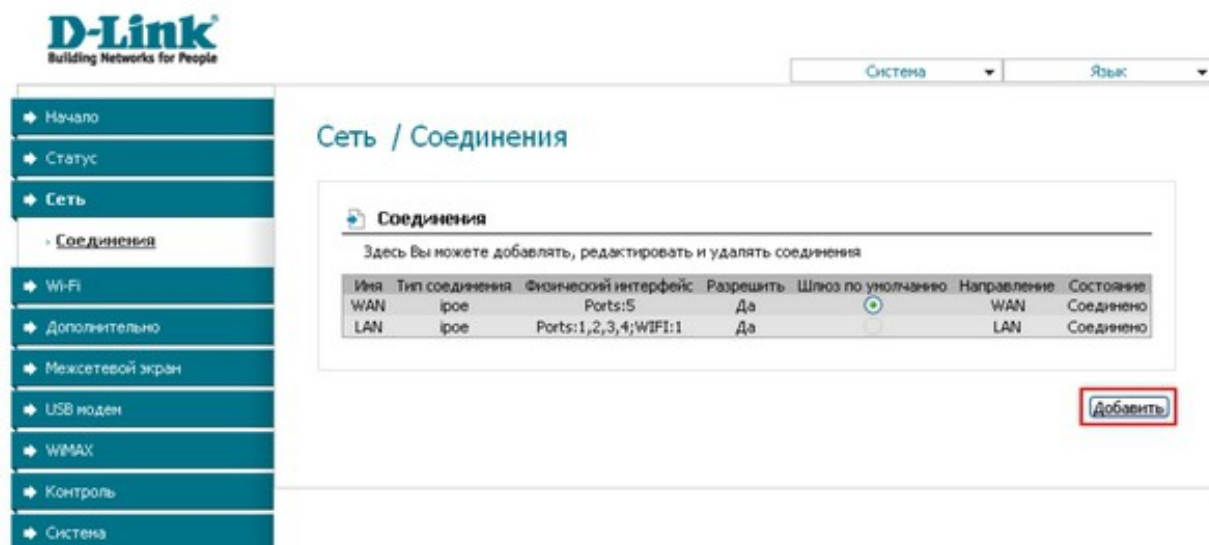 D-Link
Building Networks for People
Система Язык
Начало
Статус
Сеть
Соединения
Wi-Fi
Дополнительно
Межсетевой экран
USB модем
WiMAX
Контроль
Система
Сеть / Соединения
Соединения
Здесь Вы можете добавлять, редактировать и удалять соединения
Имя Тип соединения Физический интерфейс Разрешить Шлюз по умолчанию Направление Состояние
WAN ipoe Ports:5 Да WAN Соединено
LAN ipoe Ports:1,2,3,4;WIFI:1 Да LAN Соединено
Добавить